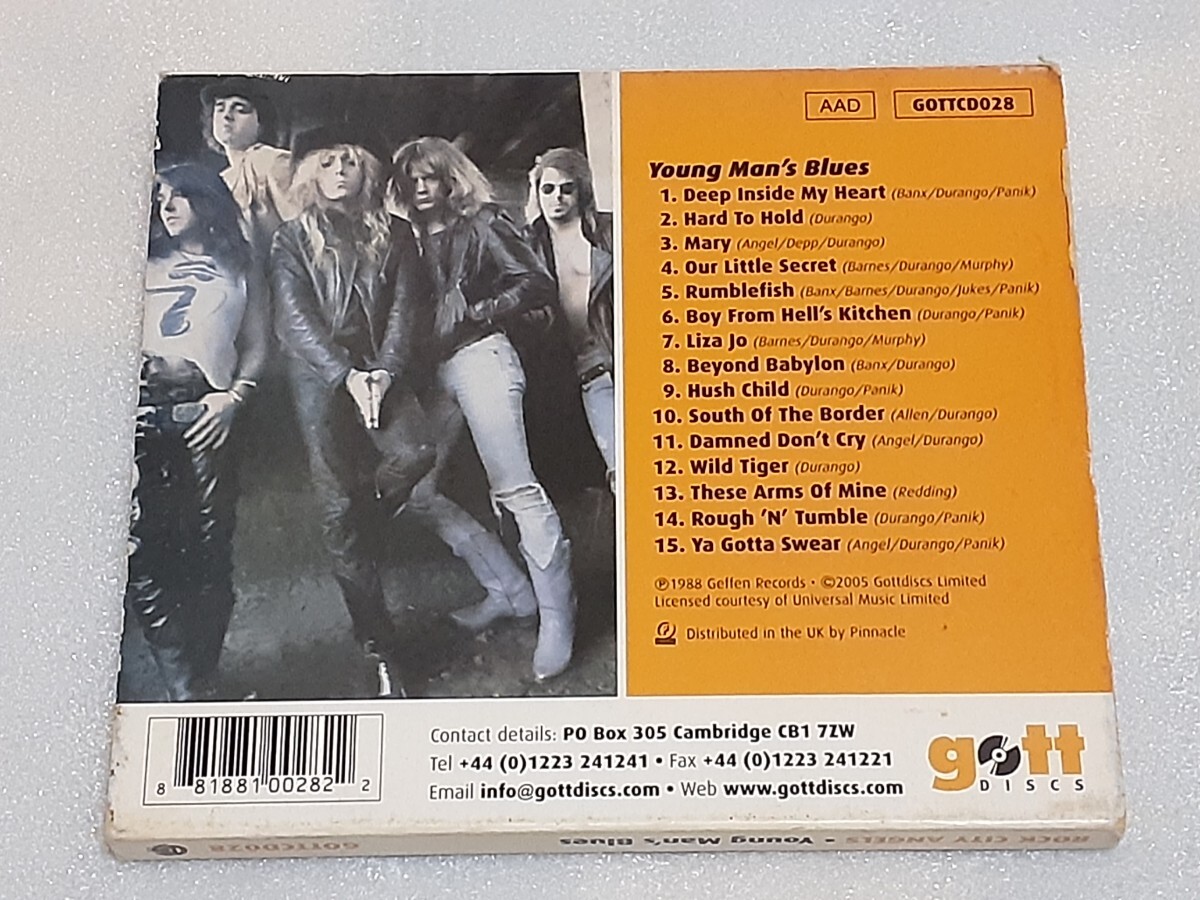 AAD
GOTTCD028
Young Man's Blues
1. Deep Inside My Heart (Banx/Durango/Panik)
2. Hard To Hold (Durango)
3. Mary (Angel/Depp/Durango)
4. Our Little Secret (Barnes/Durango/Murphy)
5. Rumblefish (Banx/Barnes/Durango/Jukes/Panik)
6. Boy From Hell's Kitchen (Durango/Panik)
7. Liza Jo (Barnes/Durango/Murphy)
8. Beyond Babylon (Banx/Durango)
9. Hush Child (Durango/Panik)
10. South Of The Border (Allen/Durango)
11. Damned Don't Cry (Angel/Durango)
12. Wild Tiger (Durango)
13. These Arms Of Mine (Redding)
14. Rough 'N' Tumble (Durango/Panik)
15. Ya Gotta Swear (Angel/Durango/Panik)
℗1988 Geffen Records • ©2005 Gottdiscs Limited
Licensed courtesy of Universal Music Limited
Distributed in the UK by Pinnacle
Contact details: PO Box 305 Cambridge CB1 7ZW
Tel +44 (0)1223 241241 • Fax +44 (0)1223 241221
Email info@gottdiscs.com • Web www.gottdiscs.com
gott
DISCS
8 81881 00282 2
ROCK CITY ANGELS • Young Man's Blues GOTTCD028